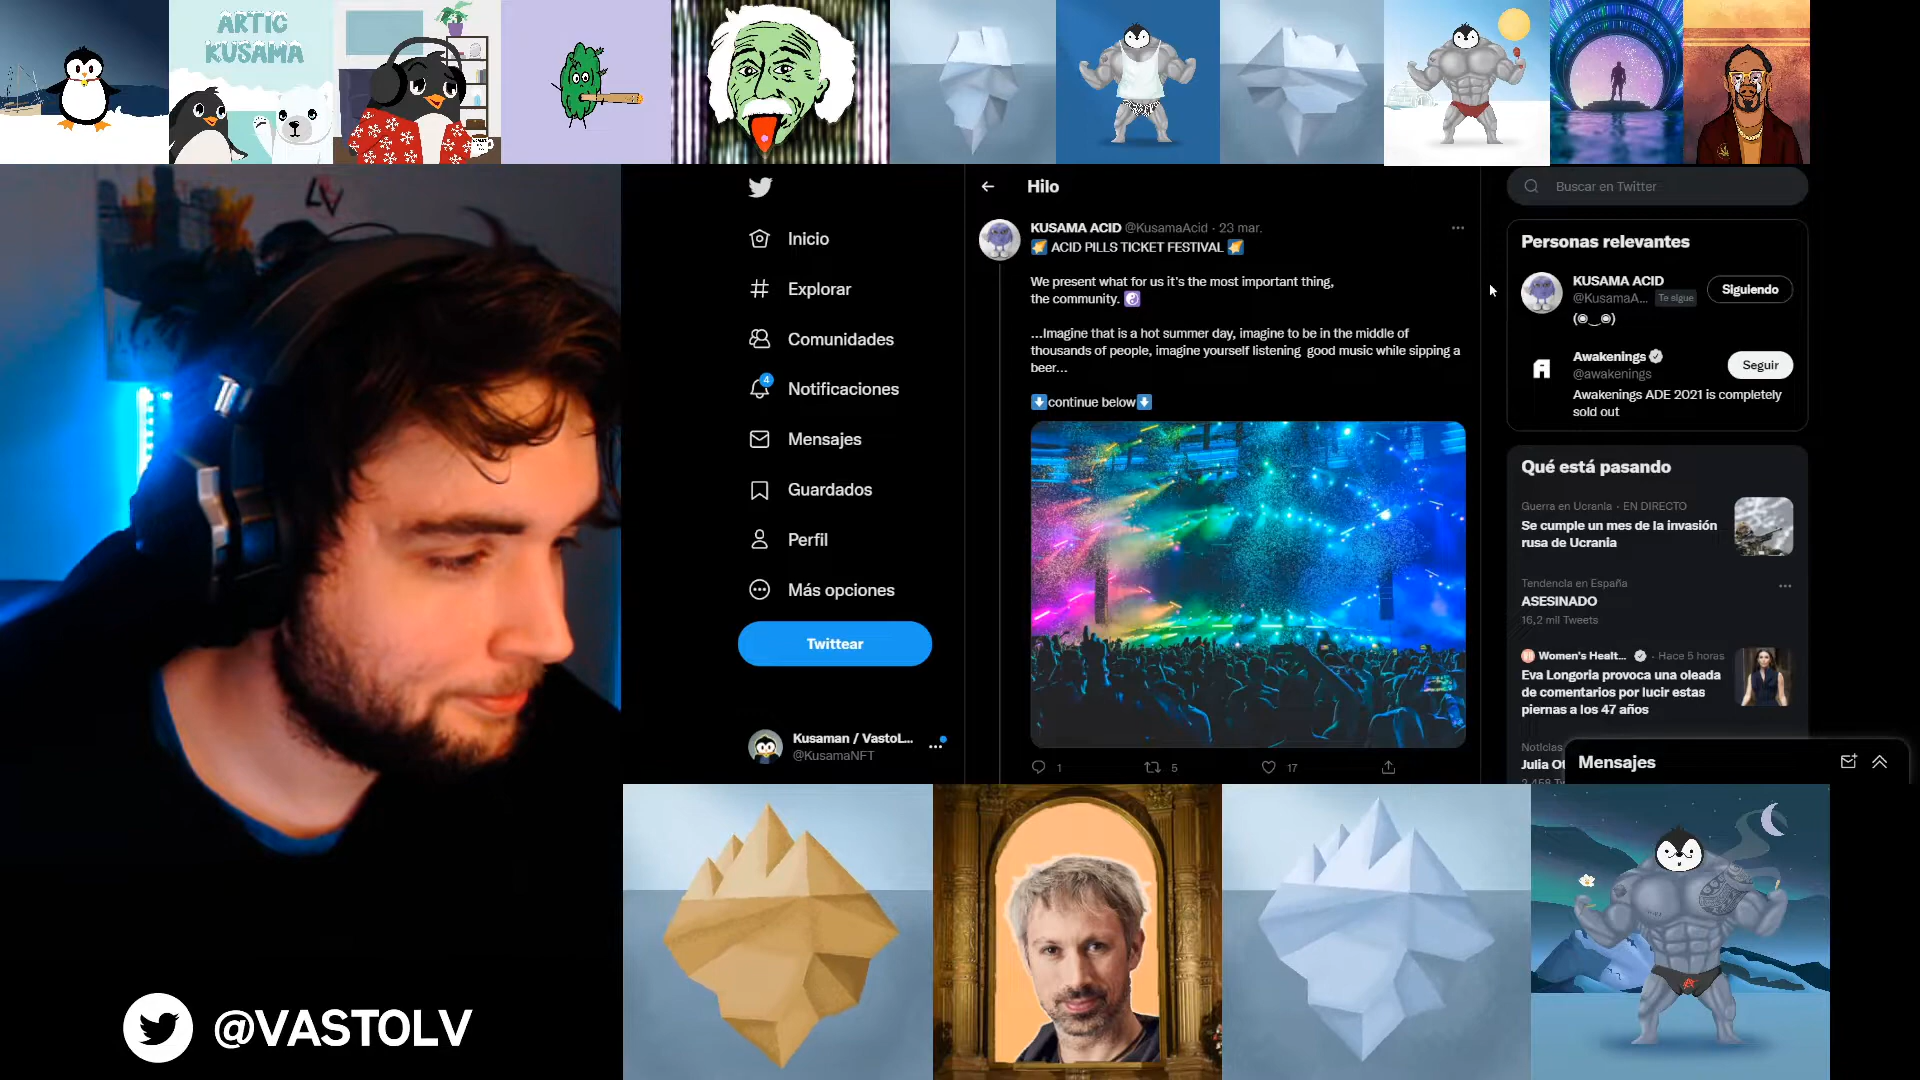 ARTIC
KUSAMA
Inicio
Explorar
Comunidades
4
Notificaciones
Mensajes
Guardados
Perfil
Más opciones
Twittear
Kusaman / VastoL...
@KusamaNFT
Hilo
KUSAMA ACID @KusamaAcid · 23 mar.
ACID PILLS TICKET FESTIVAL
We present what for us it's the most important thing,
the community.
...Imagine that is a hot summer day, imagine to be in the middle of
thousands of people, imagine yourself listening good music while sipping a
beer...
continue below
1 5 17
Buscar en Twitter
Personas relevantes
KUSAMA ACID
@KusamaA... Te sigue
Siguiendo
Awakenings
@awakenings
Seguir
Awakenings ADE 2021 is completely
sold out
Qué está pasando
Guerra en Ucrania · EN DIRECTO
Se cumple un mes de la invasión
rusa de Ucrania
Tendencia en España
ASESINADO
16,2 mil Tweets
Women's Healt... · Hace 5 horas
Eva Longoria provoca una oleada
de comentarios por lucir estas
piernas a los 47 años
Noticias
Julia
Mensajes
@VASTOLV